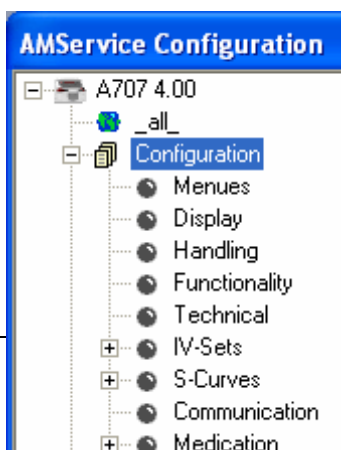 AMService Configuration
A707 4.00
_all_
Configuration
Menues
Display
Handling
Functionality
Technical
IV-Sets
S-Curves
Communication
Medication